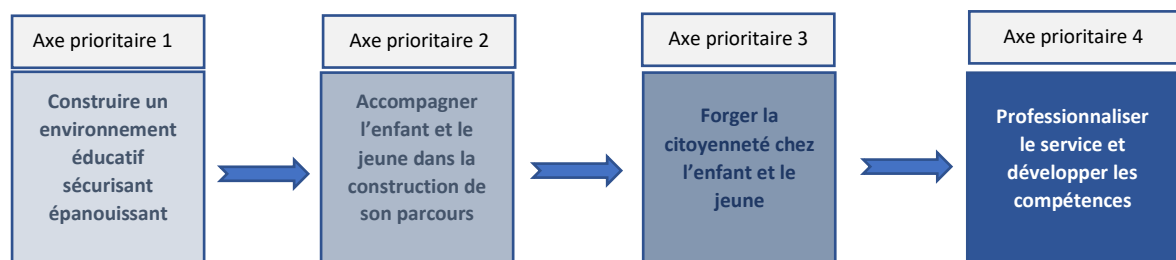 Axe prioritaire 1
Construire un
environnement
éducatif
sécurisant
épanouissant
Axe prioritaire 2
Accompagner
l’enfant et le
jeune dans la
construction de
son parcours
Axe prioritaire 3
Forger la
citoyenneté chez
l’enfant et le
jeune
Axe prioritaire 4
Professionnaliser
le service et
développer les
compétences